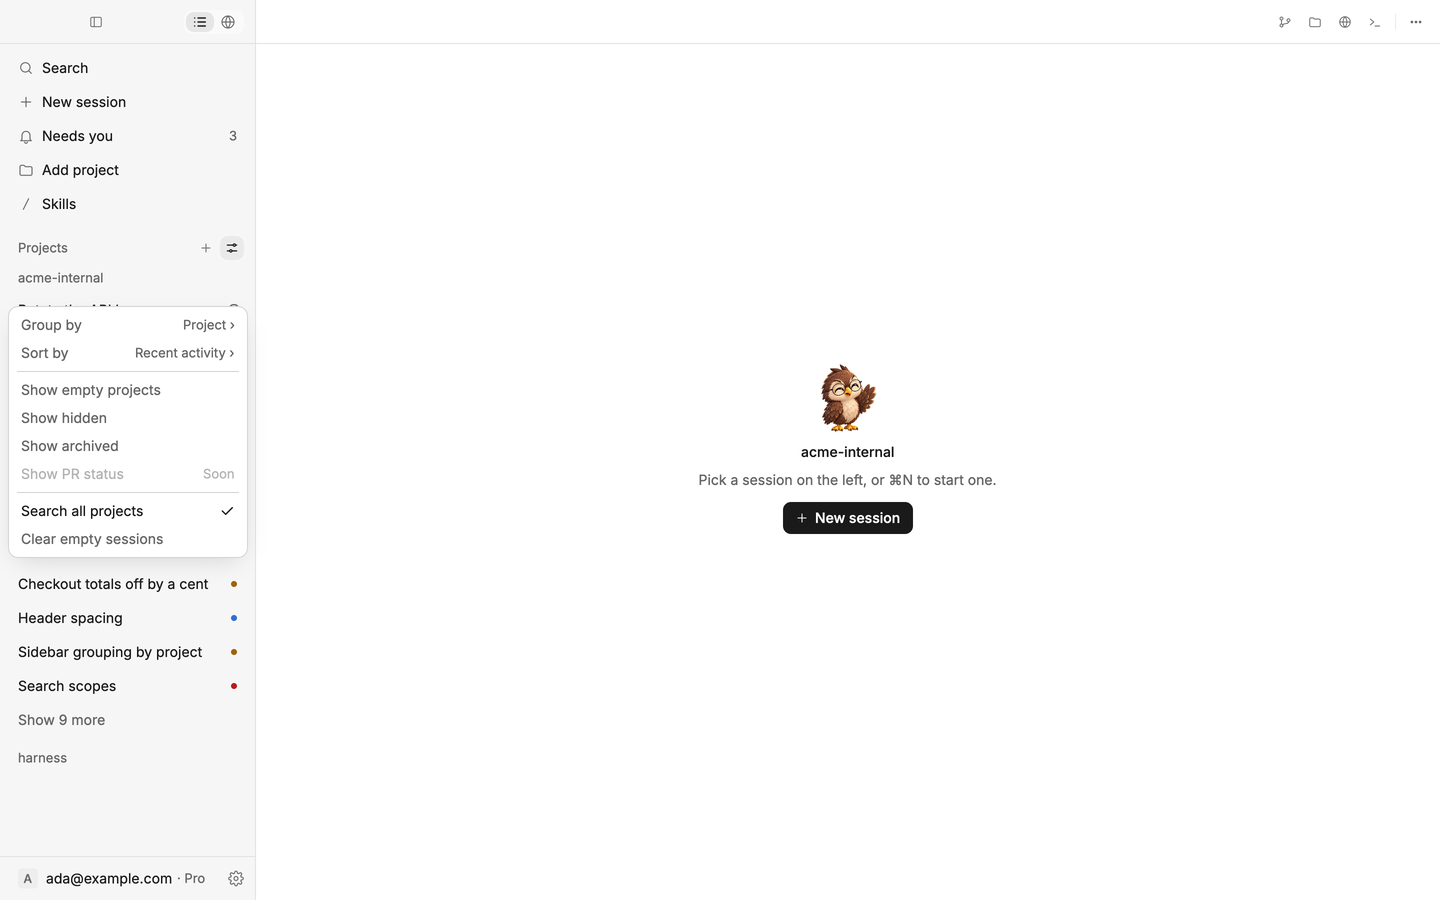 Search
New session
Needs you 3
Add project
Skills
Projects
acme-internal
Group by Project ›
Sort by Recent activity ›
Show empty projects
Show hidden
Show archived
Show PR status Soon
Search all projects
Clear empty sessions
Checkout totals off by a cent
Header spacing
Sidebar grouping by project
Search scopes
Show 9 more
harness
A ada@example.com · Pro
acme-internal
Pick a session on the left, or ⌘N to start one.
New session